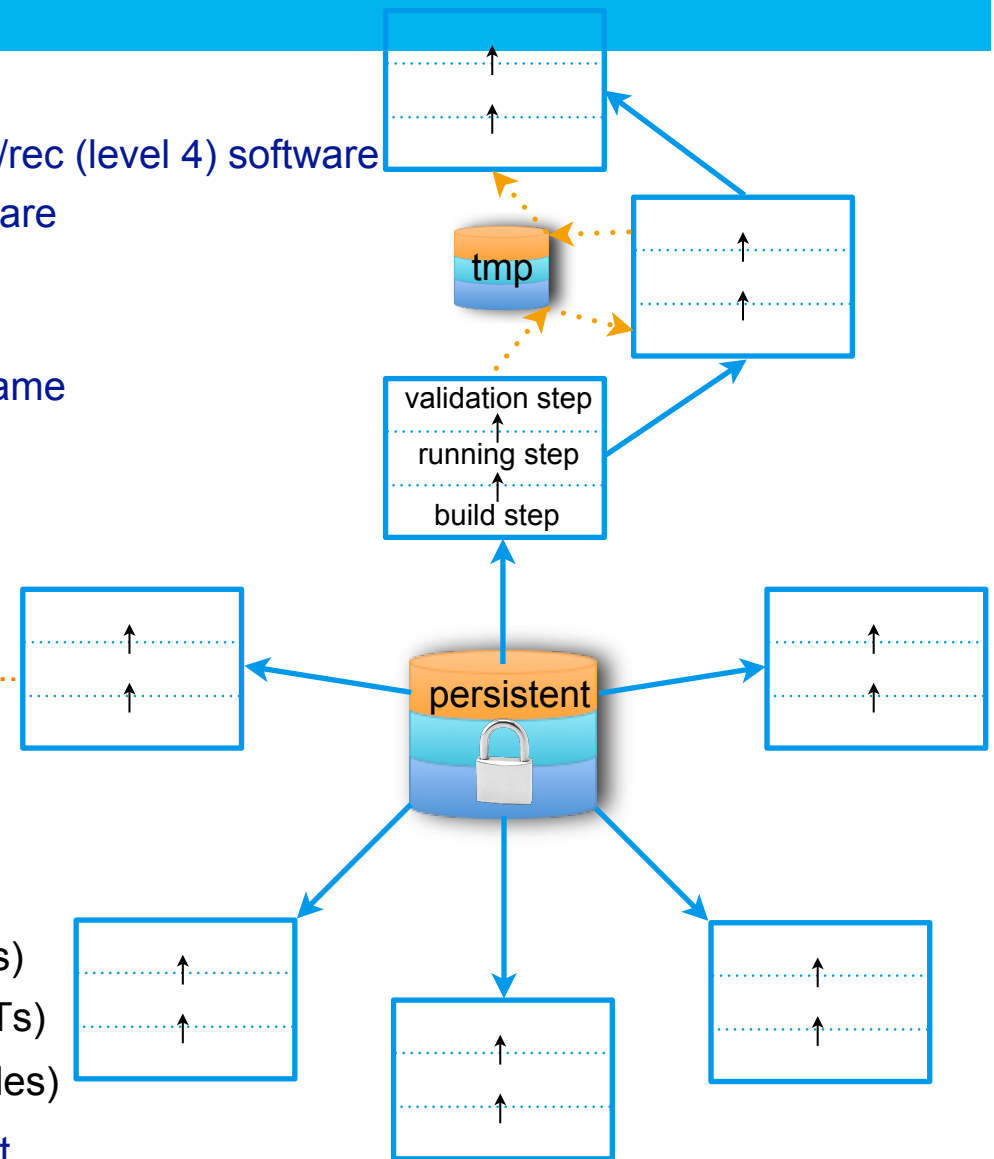 /rec (level 4) software
are
tmp
ame
validation step
running step
build step
persistent
s)
Ts)
les)
t